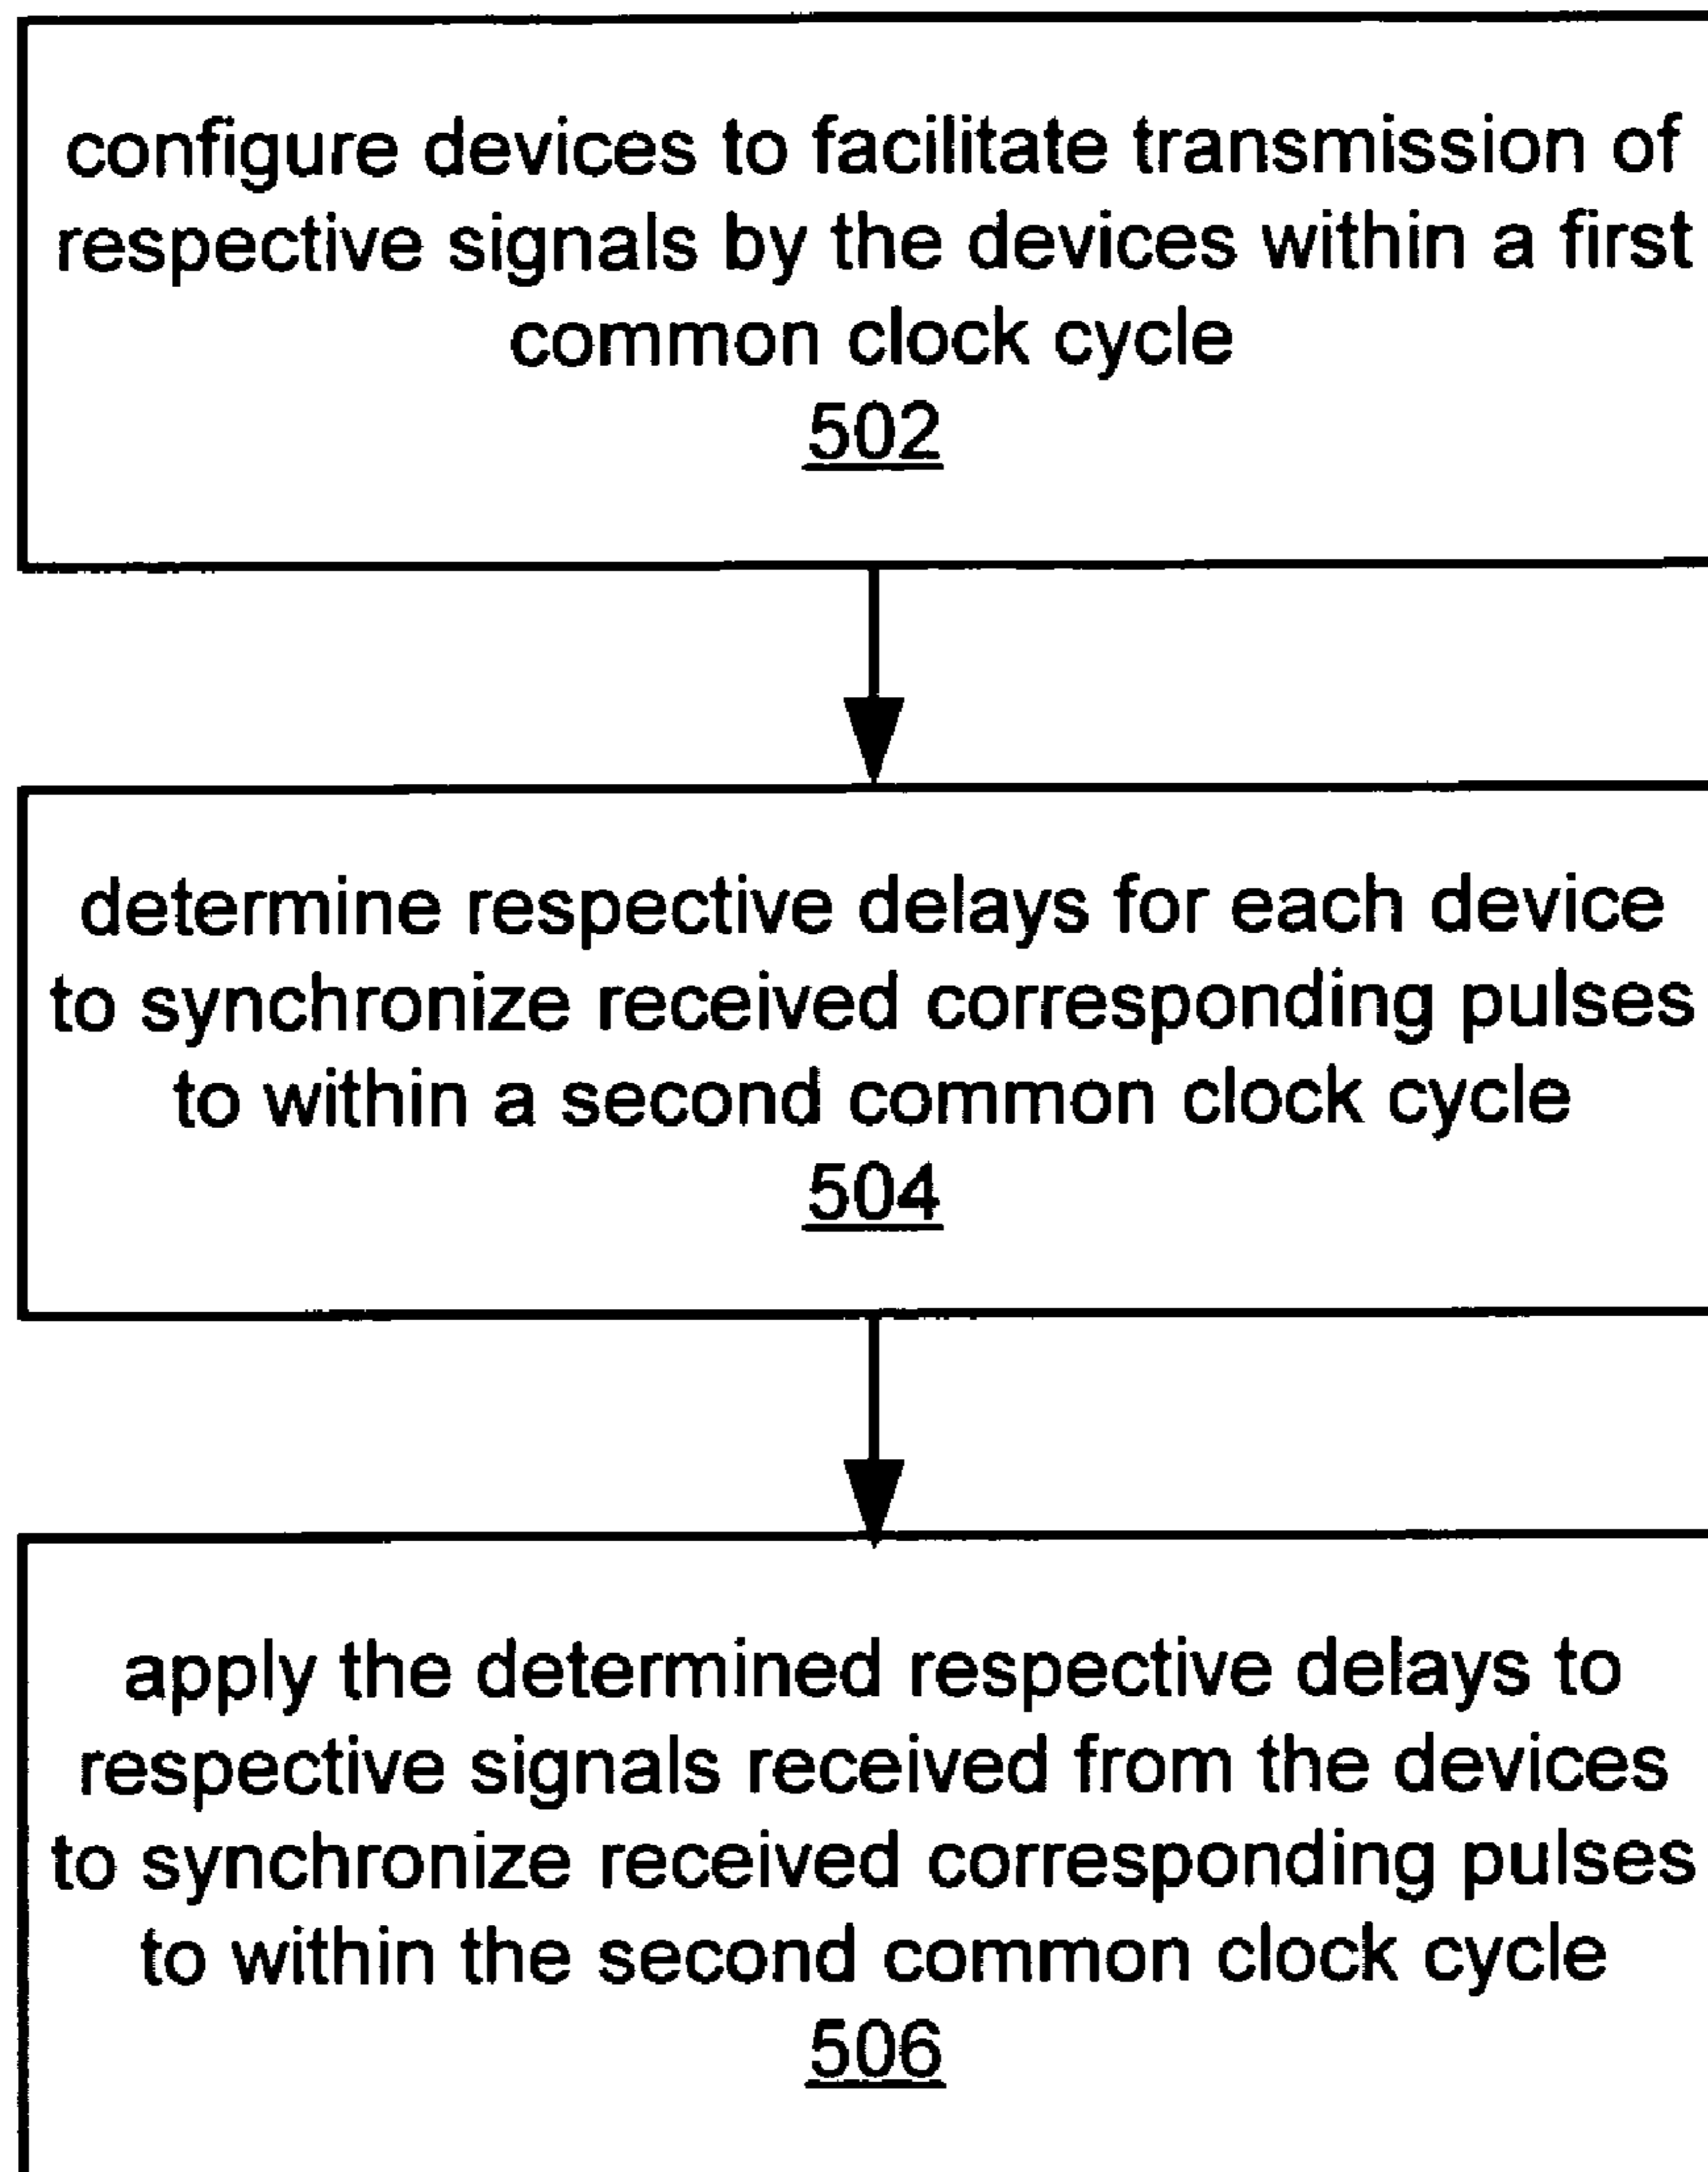 configure devices to facilitate transmission of
respective signals by the devices within a first
common clock cycle
502
determine respective delays for each device
to synchronize received corresponding pulses
to within a second common clock cycle
504
apply the determined respective delays to
respective signals received from the devices
to synchronize received corresponding pulses
to within the second common clock cycle
506